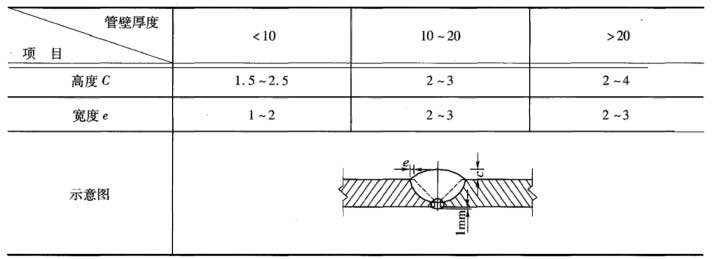 管壁厚度
项 目
<10
10~20
>20
高度 C
1.5~2.5
2~3
2~4
宽度 e
1~2
2~3
2~3
示意图
e
c
1mm